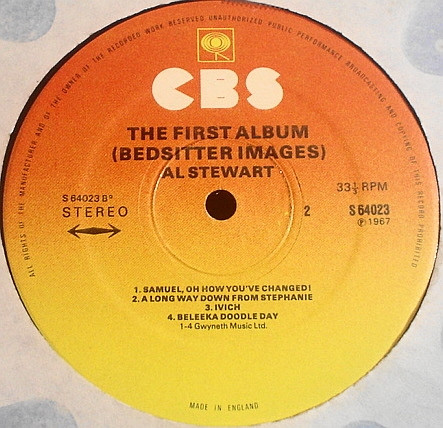 ALL RIGHTS OF THE MANUFACTURER AND OF THE OWNER OF THE RECORDED WORK RESERVED. UNAUTHORIZED PUBLIC PERFORMANCE BROADCASTING AND COPYING OF THIS RECORD PROHIBITED
CBS
THE FIRST ALBUM
(BEDSITTER IMAGES)
AL STEWART
S 64023 B°
STEREO
33⅓ RPM
2
S 64023
℗ 1967
1. SAMUEL, OH HOW YOU'VE CHANGED!
2. A LONG WAY DOWN FROM STEPHANIE
3. IVICH
4. BELEEKA DOODLE DAY
1-4 Gwyneth Music Ltd.
MADE IN ENGLAND